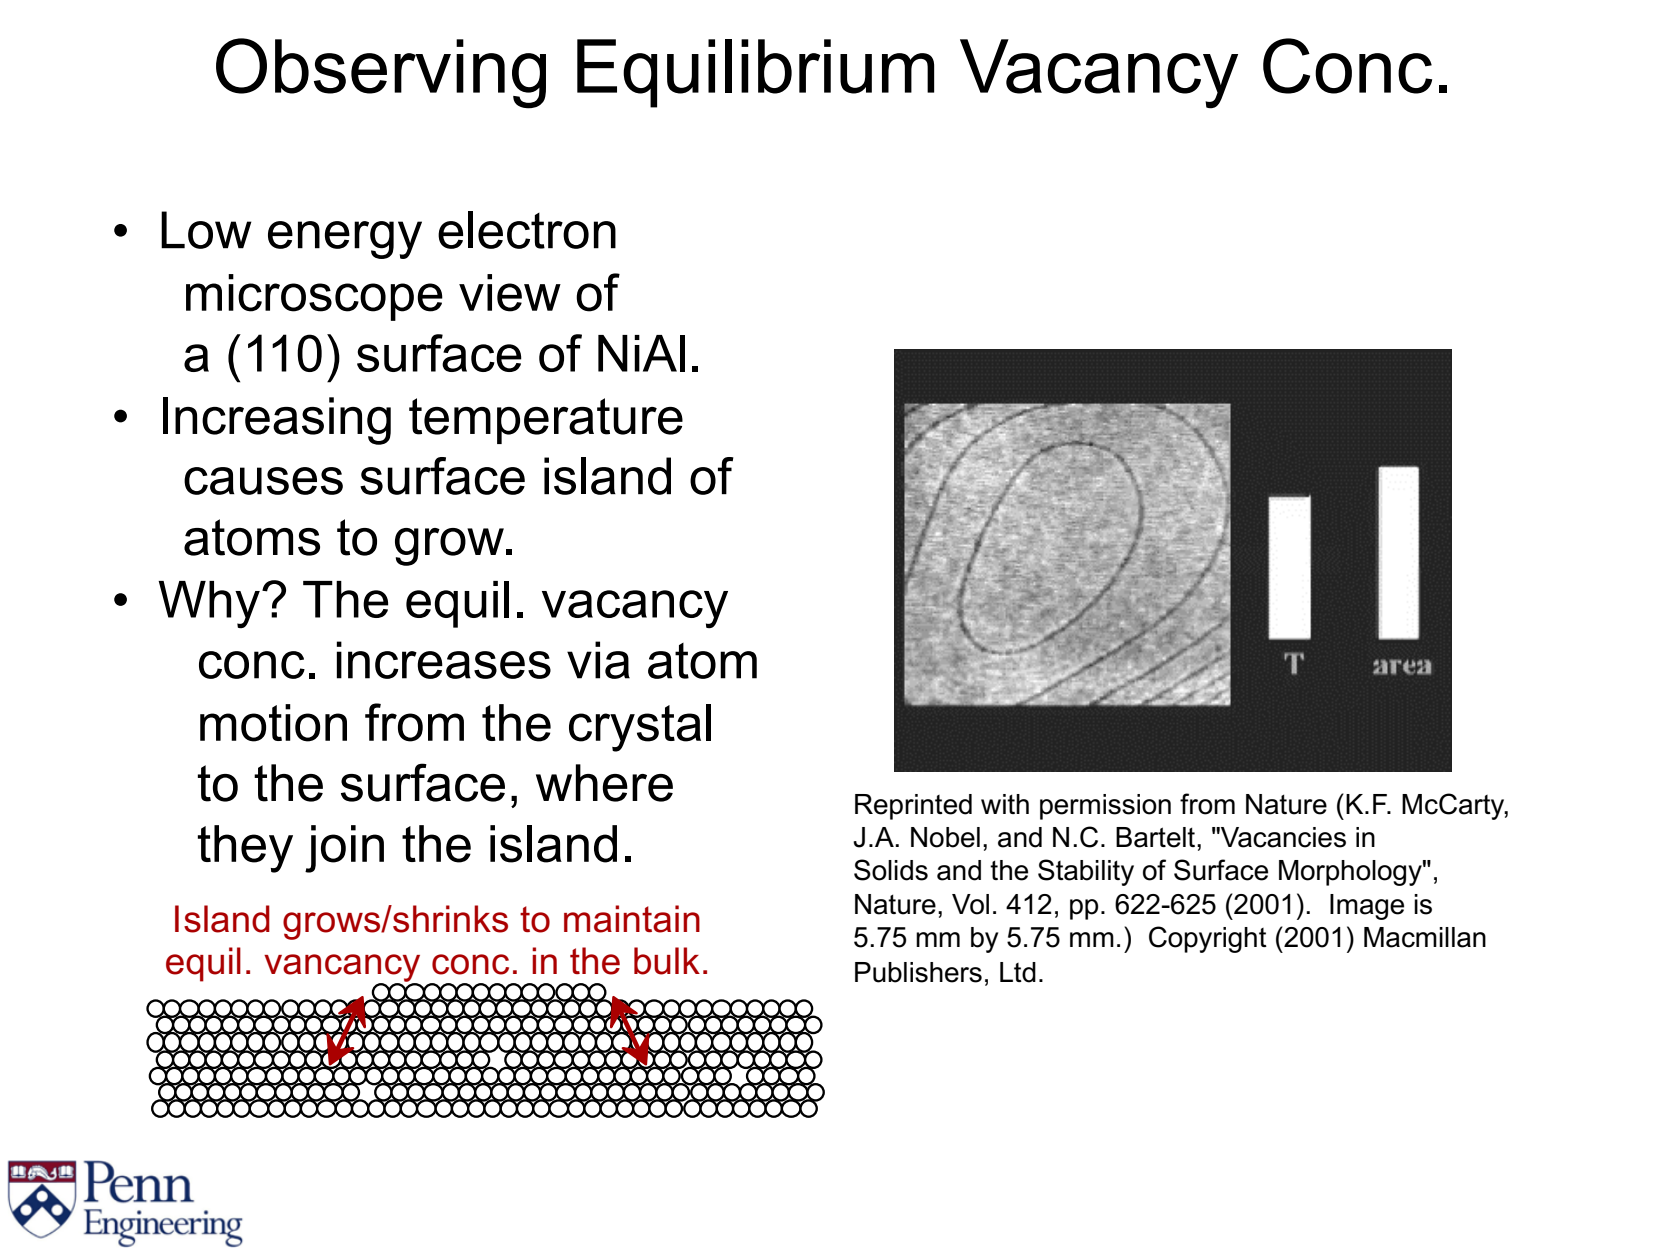 Observing Equilibrium Vacancy Conc.
• Low energy electron
microscope view of
a (110) surface of NiAl.
• Increasing temperature
causes surface island of
atoms to grow.
• Why? The equil. vacancy
conc. increases via atom
motion from the crystal
to the surface, where
they join the island.
Island grows/shrinks to maintain
equil. vancancy conc. in the bulk.
T area
Reprinted with permission from Nature (K.F. McCarty,
J.A. Nobel, and N.C. Bartelt, "Vacancies in
Solids and the Stability of Surface Morphology",
Nature, Vol. 412, pp. 622-625 (2001). Image is
5.75 mm by 5.75 mm.) Copyright (2001) Macmillan
Publishers, Ltd.
Penn
Engineering